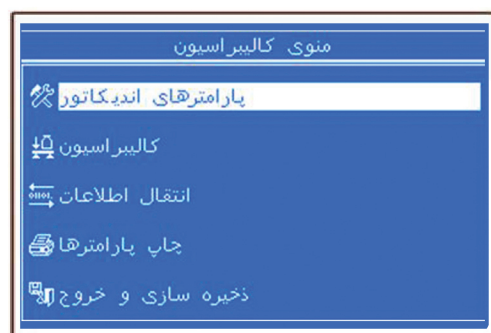 منوی کالیبراسیون
پارامترهای اندیکاتور
کالیبراسیون
انتقال اطلاعات
چاپ پارامترها
ذخیره سازی و خروج